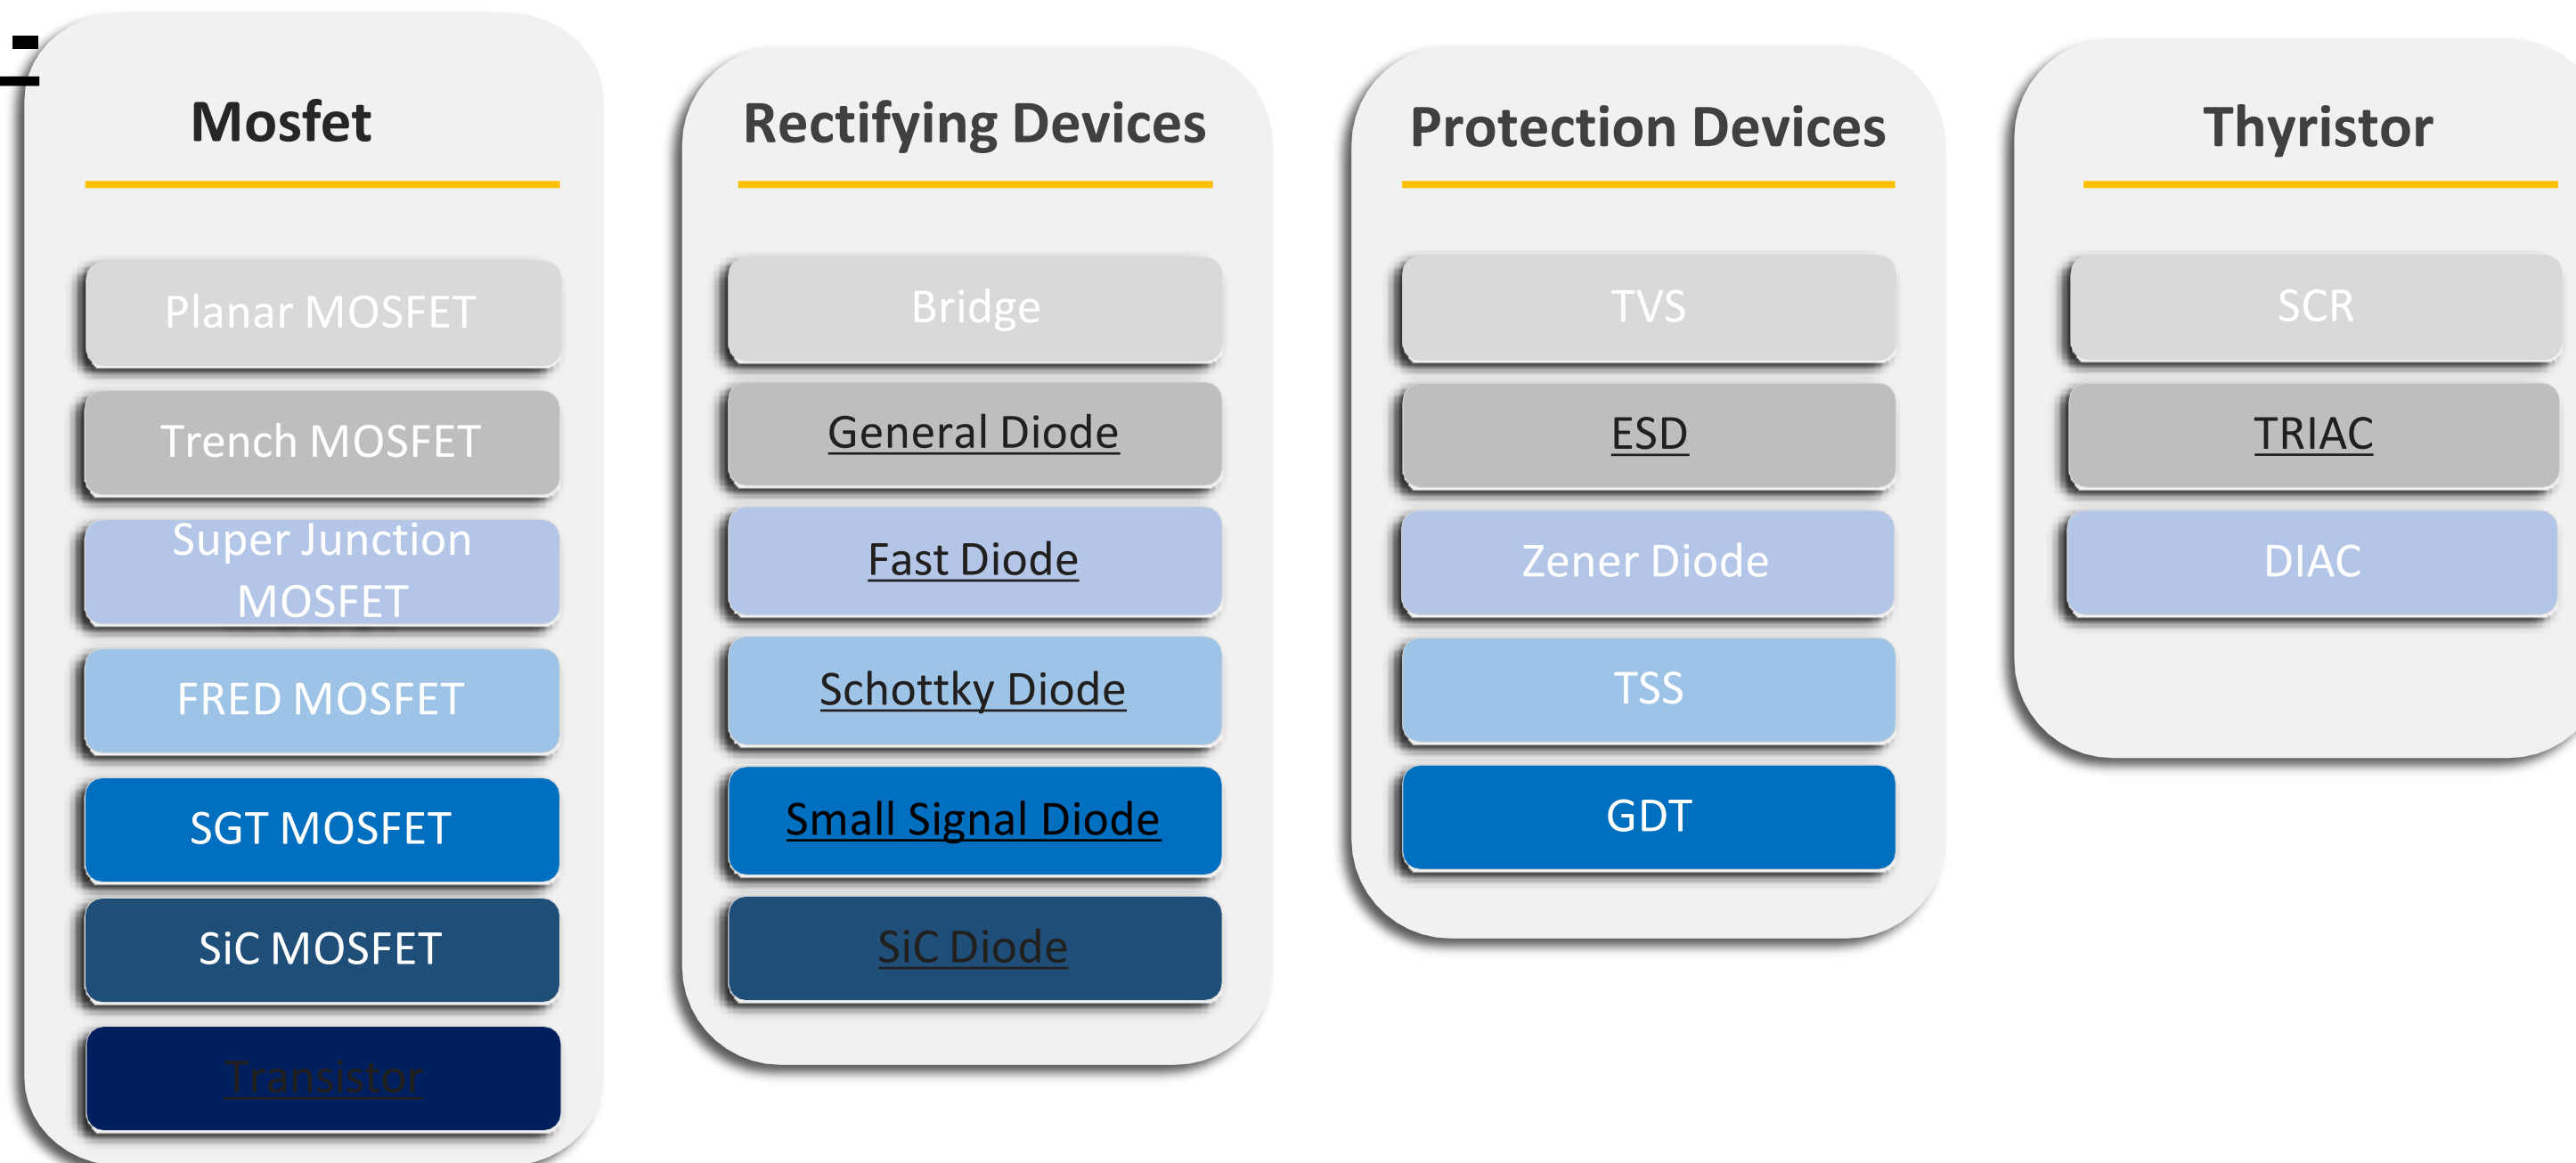 Mosfet
Planar MOSFET
Trench MOSFET
Super Junction
MOSFET
FRED MOSFET
SGT MOSFET
SiC MOSFET
Transistor
Rectifying Devices
Bridge
General Diode
Fast Diode
Schottky Diode
Small Signal Diode
SiC Diode
Protection Devices
TVS
ESD
Zener Diode
TSS
GDT
Thyristor
SCR
TRIAC
DIAC